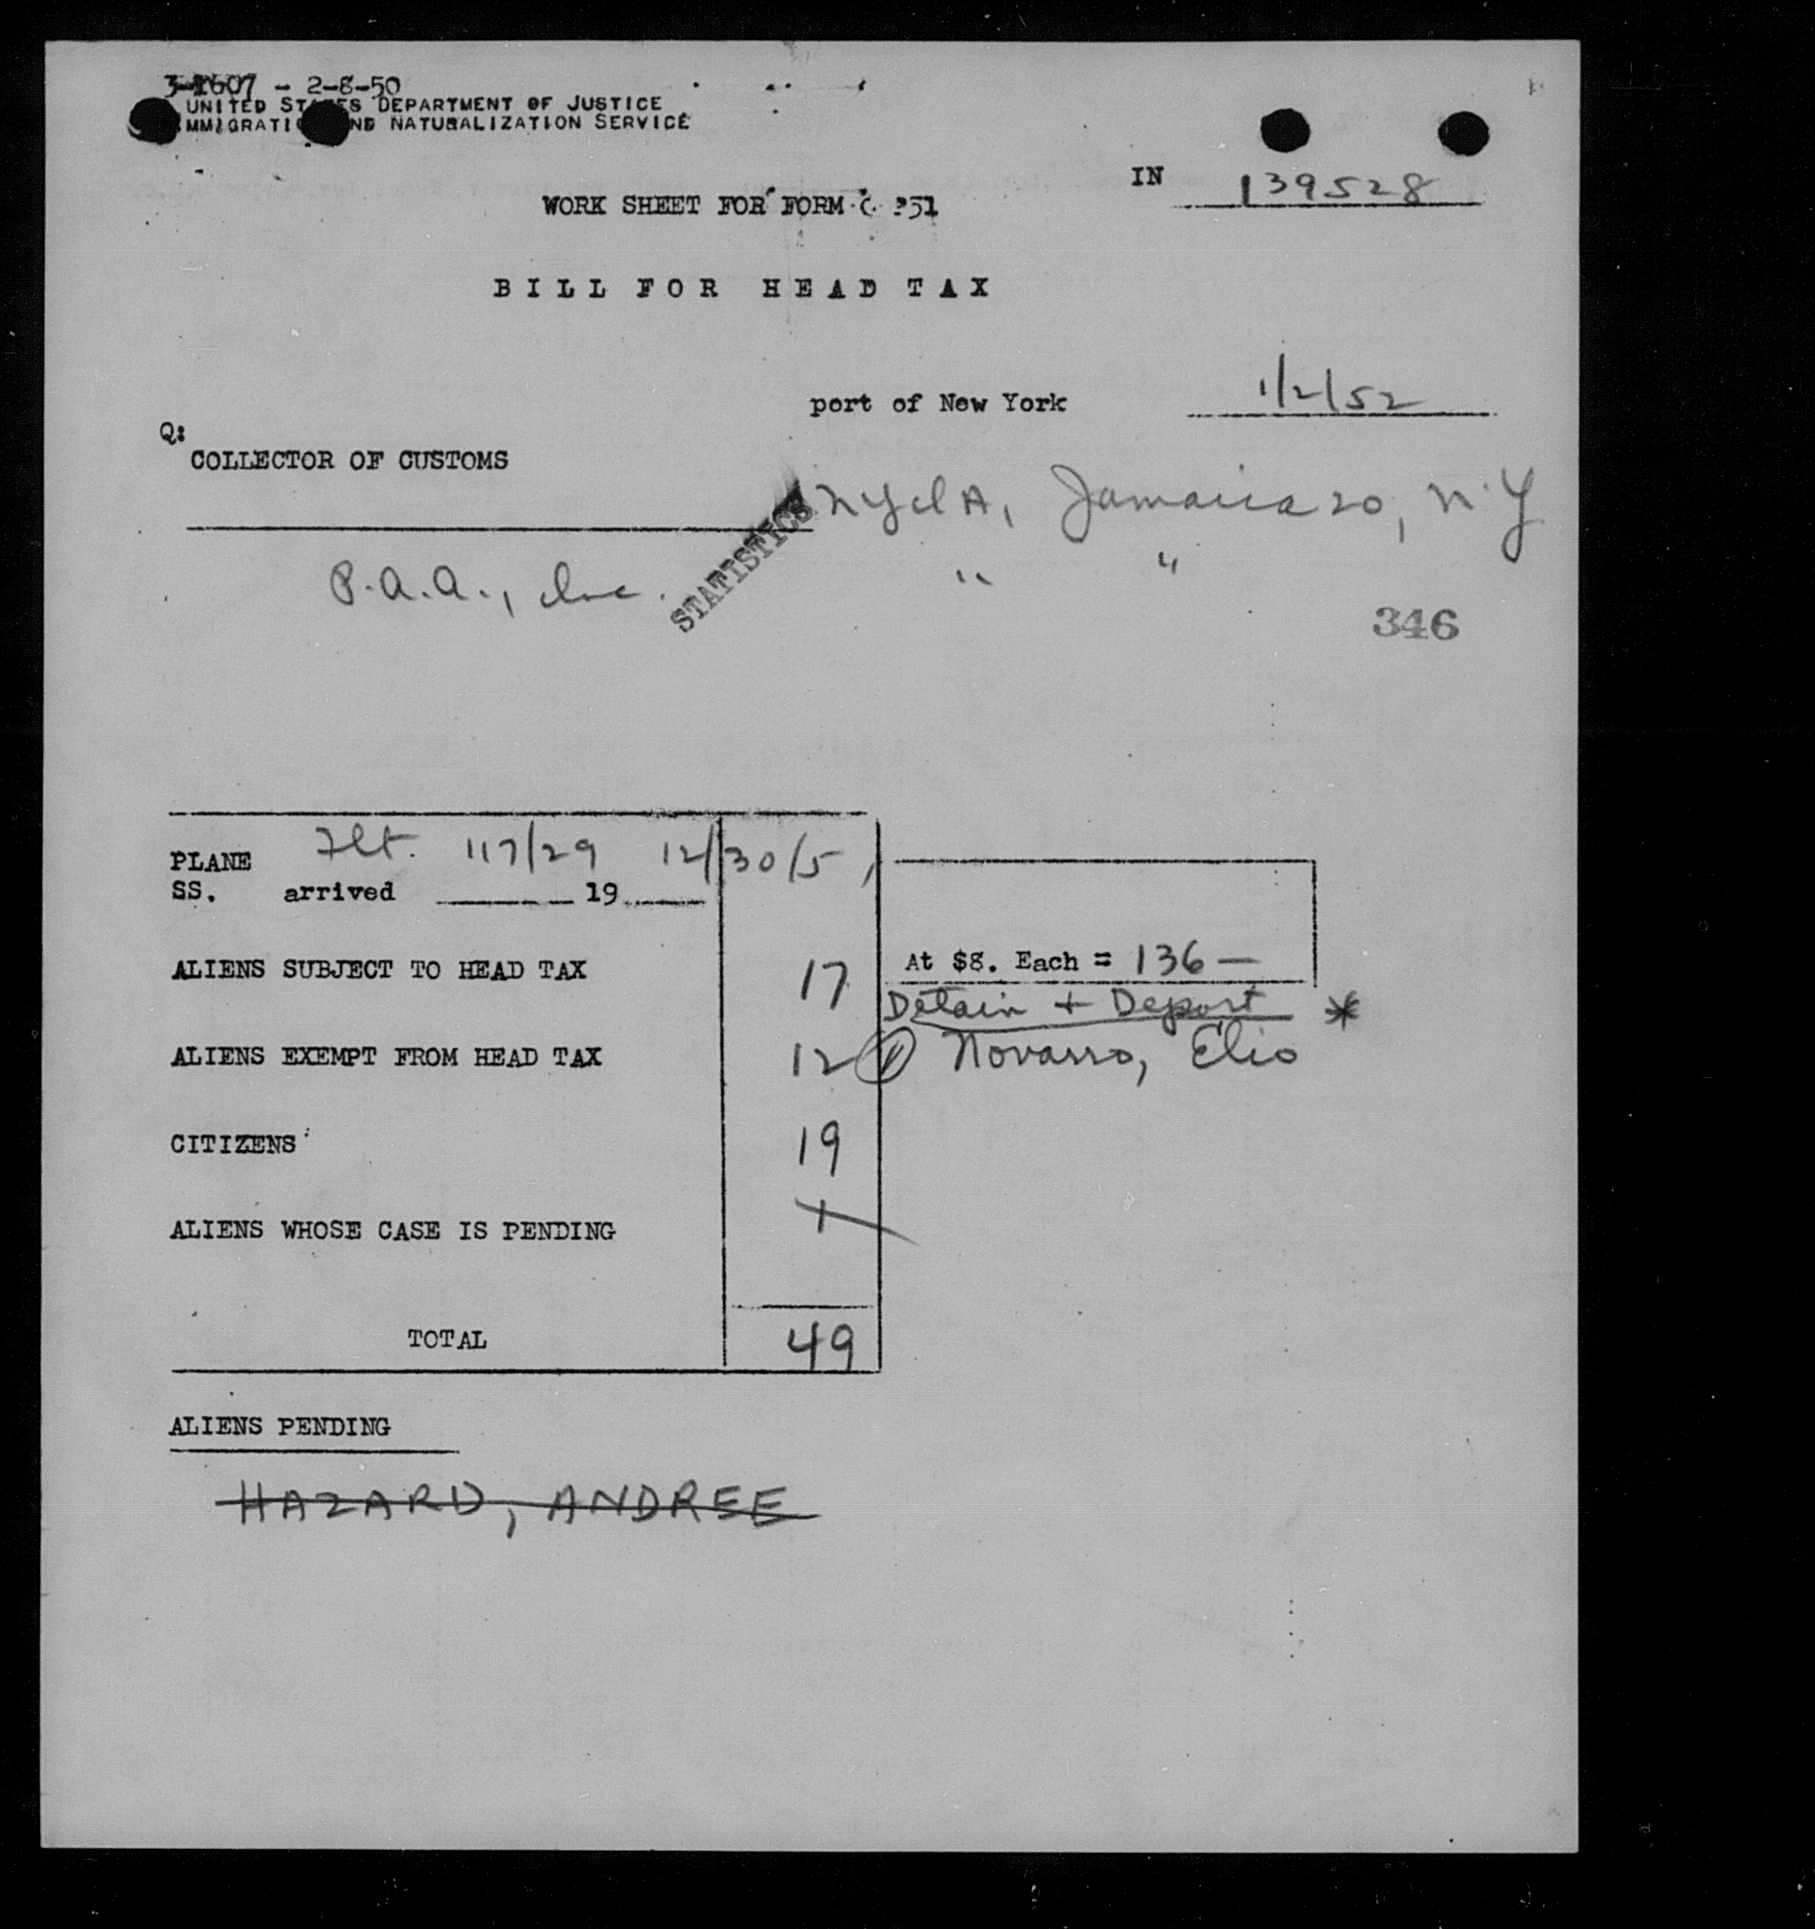 3-1607 - 2-8-50
UNITED STATES DEPARTMENT OF JUSTICE
IMMIGRATION AND NATURALIZATION SERVICE
IN 139528
WORK SHEET FOR FORM 51
BILL FOR HEAD TAX
port of New York 1/2/52
Q:
COLLECTOR OF CUSTOMS
NYIA, Jamaica 20, N.Y
STATISTICS
P.A.A., Inc. " "
346
PLANE Flt. 117/29 12/30/51
SS. arrived 19
ALIENS SUBJECT TO HEAD TAX 17 At $8. Each = 136 —
Detain + Deport *
ALIENS EXEMPT FROM HEAD TAX 12 (1) Novarro, Elio
CITIZENS 19
ALIENS WHOSE CASE IS PENDING 1
TOTAL 49
ALIENS PENDING
HAZARD, ANDREE